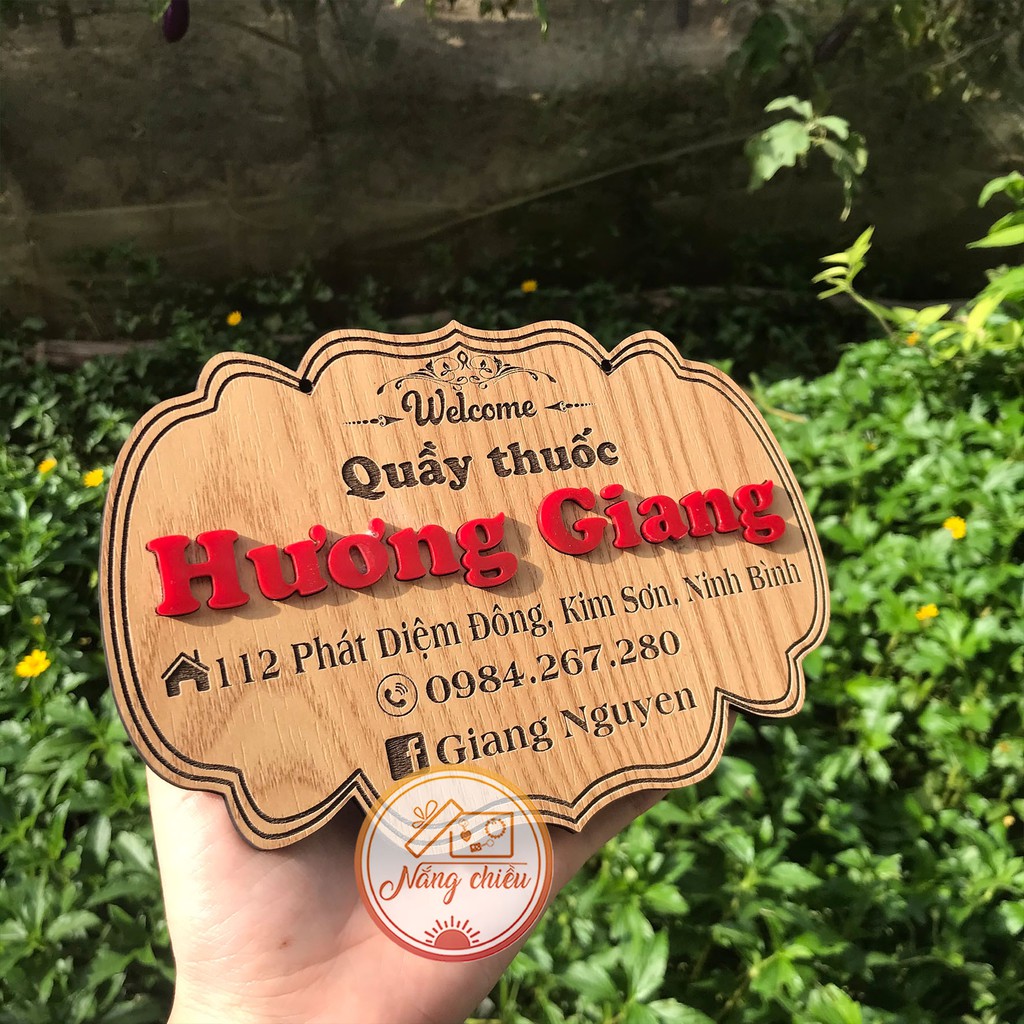 Welcome
Quầy thuốc
Hương Giang
112 Phát Diệm Đông, Kim Sơn, Ninh Bình
0984.267.280
f Giang Nguyen
Nắng chiều